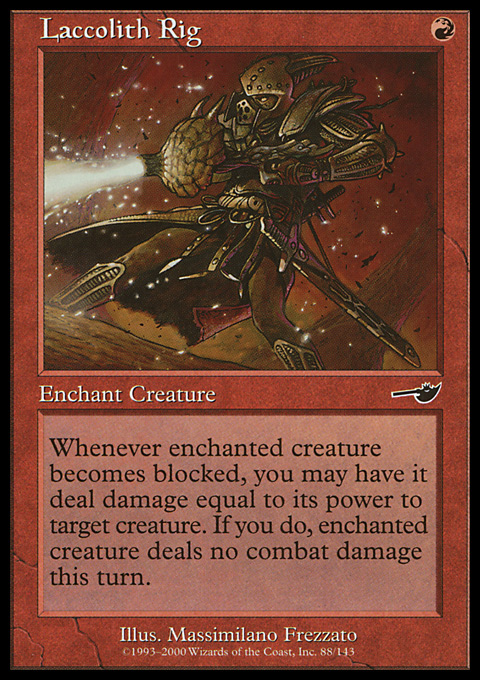 Laccolith Rig
Enchant Creature
Whenever enchanted creature
becomes blocked, you may have it
deal damage equal to its power to
target creature. If you do, enchanted
creature deals no combat damage
this turn.
Illus. Massimilano Frezzato
©1993–2000 Wizards of the Coast, Inc. 88/143